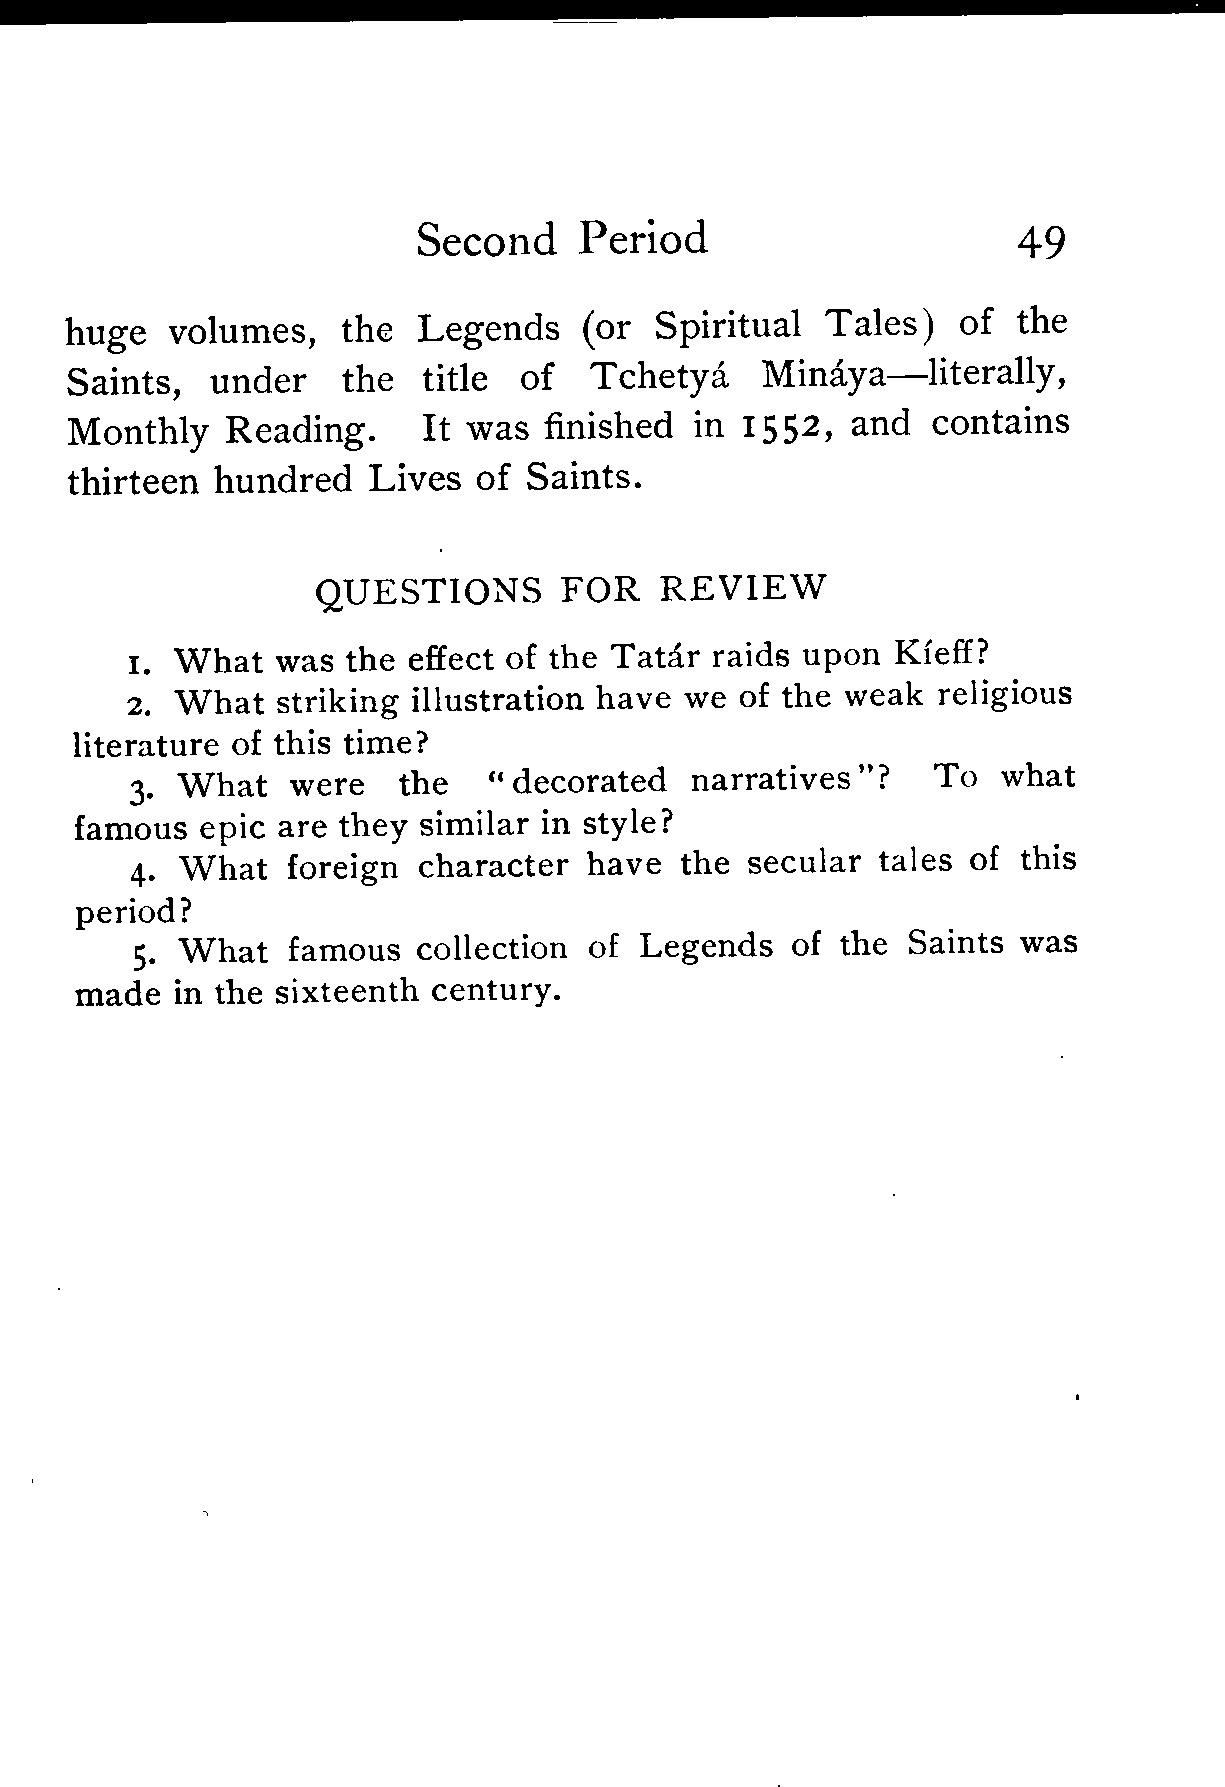 Second Period 49
huge volumes, the Legends (or Spiritual Tales) of the
Saints, under the title of Tchetyá Mináya—literally,
Monthly Reading. It was finished in 1552, and contains
thirteen hundred Lives of Saints.
QUESTIONS FOR REVIEW
1. What was the effect of the Tatár raids upon Kíeff?
2. What striking illustration have we of the weak religious
literature of this time?
3. What were the "decorated narratives"? To what
famous epic are they similar in style?
4. What foreign character have the secular tales of this
period?
5. What famous collection of Legends of the Saints was
made in the sixteenth century.